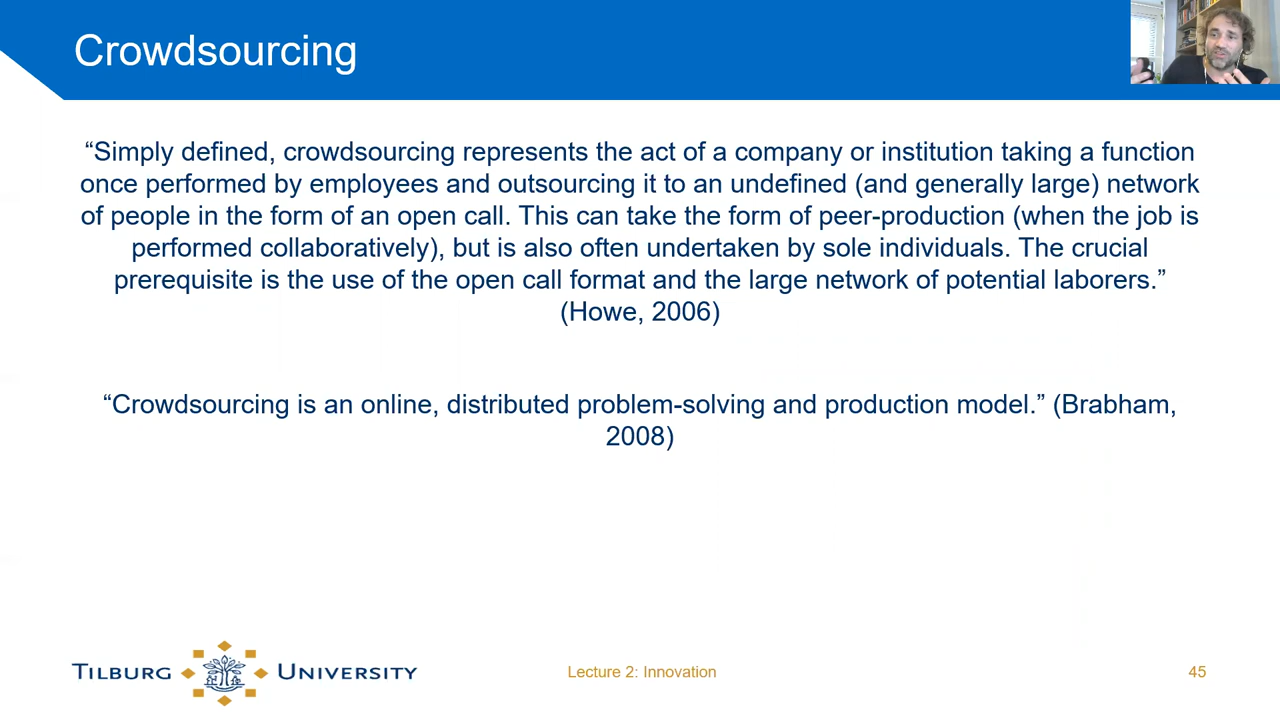 Crowdsourcing
“Simply defined, crowdsourcing represents the act of a company or institution taking a function
once performed by employees and outsourcing it to an undefined (and generally large) network
of people in the form of an open call. This can take the form of peer-production (when the job is
performed collaboratively), but is also often undertaken by sole individuals. The crucial
prerequisite is the use of the open call format and the large network of potential laborers.”
(Howe, 2006)
“Crowdsourcing is an online, distributed problem-solving and production model.” (Brabham,
2008)
TILBURG UNIVERSITY
Lecture 2: Innovation
45